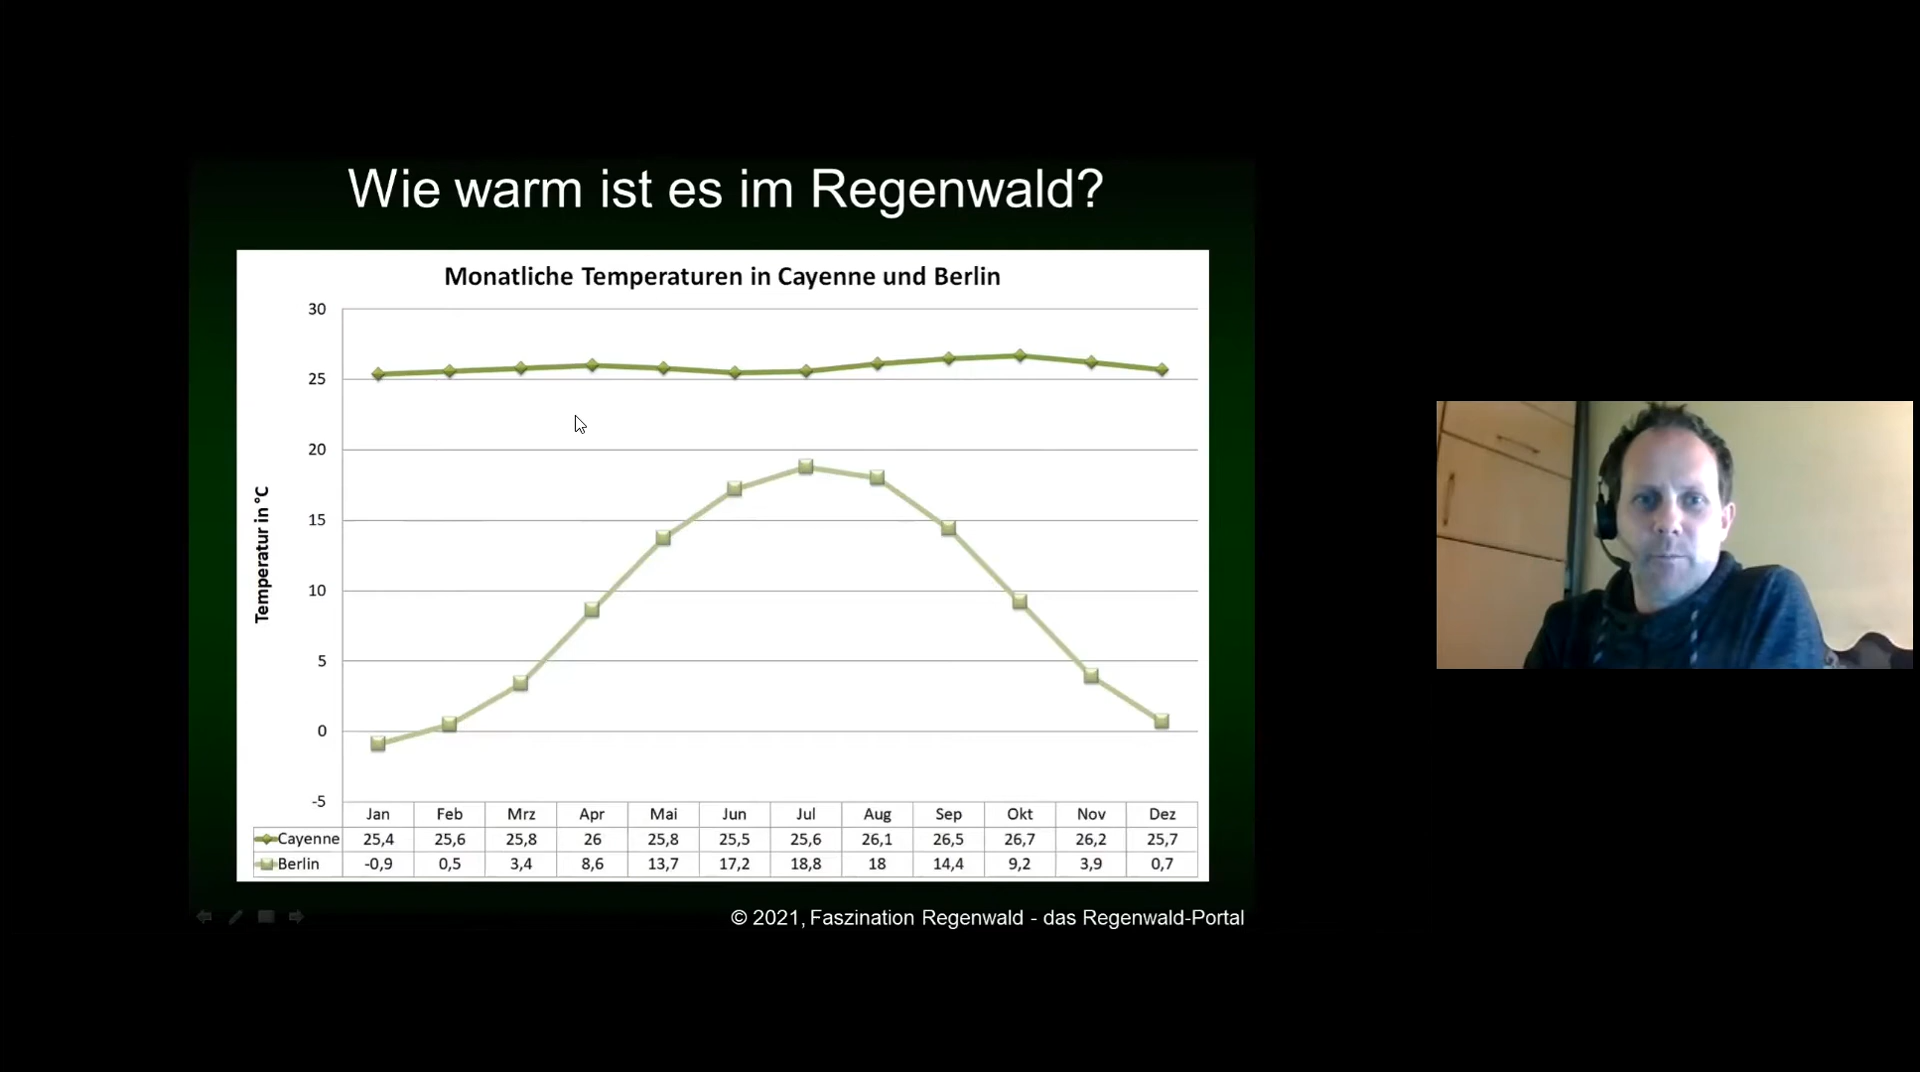 Wie warm ist es im Regenwald?
Monatliche Temperaturen in Cayenne und Berlin
Temperatur in °C
30
25
20
15
10
5
0
-5
Jan Feb Mrz Apr Mai Jun Jul Aug Sep Okt Nov Dez
Cayenne 25,4 25,6 25,8 26 25,8 25,5 25,6 26,1 26,5 26,7 26,2 25,7
Berlin -0,9 0,5 3,4 8,6 13,7 17,2 18,8 18 14,4 9,2 3,9 0,7
© 2021, Faszination Regenwald - das Regenwald-Portal